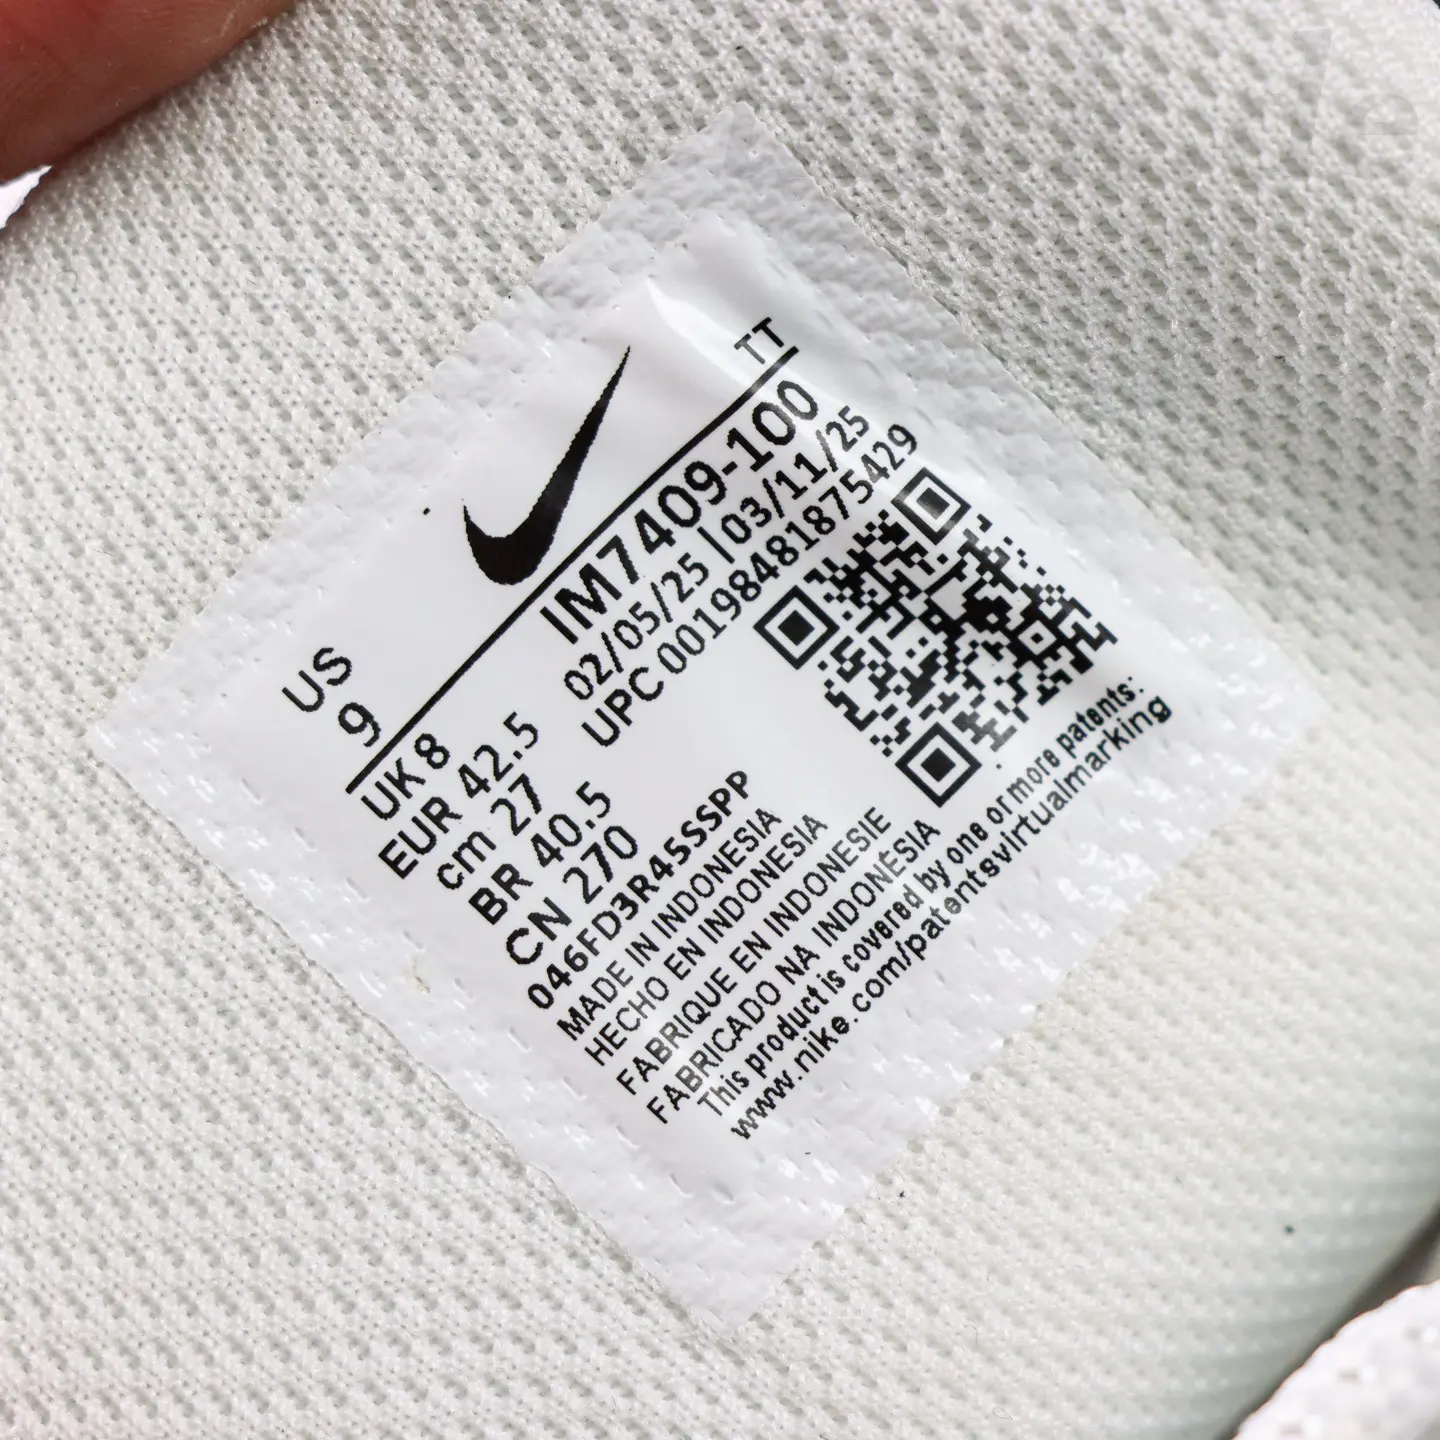 TT
US
9
IM7409-100
02/05/25 | 03/11/25
UPC 00198481875429
UK 8
EUR 42.5
cm 27
BR 40.5
CN 270
046FD3R45SSPP
MADE IN INDONESIA
HECHO EN INDONESIA
FABRIQUE EN INDONESIE
FABRICADO NA INDONÉSIA
This product is covered by one or more patents:
www.nike.com/patentsvirtualmarking